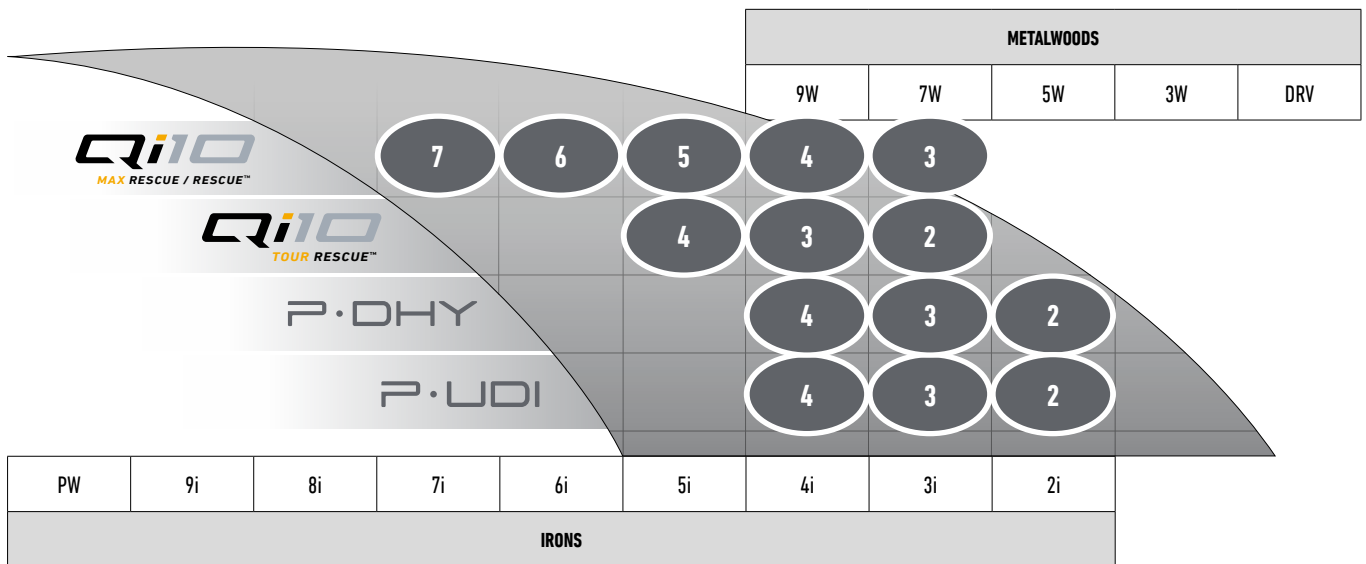 METALWOODS
9W 7W 5W 3W DRV
Qi10
MAX RESCUE / RESCUE™
7 6 5 4 3
Qi10
TOUR RESCUE™
4 3 2
P·DHY
4 3 2
P·UDI
4 3 2
PW 9i 8i 7i 6i 5i 4i 3i 2i
IRONS